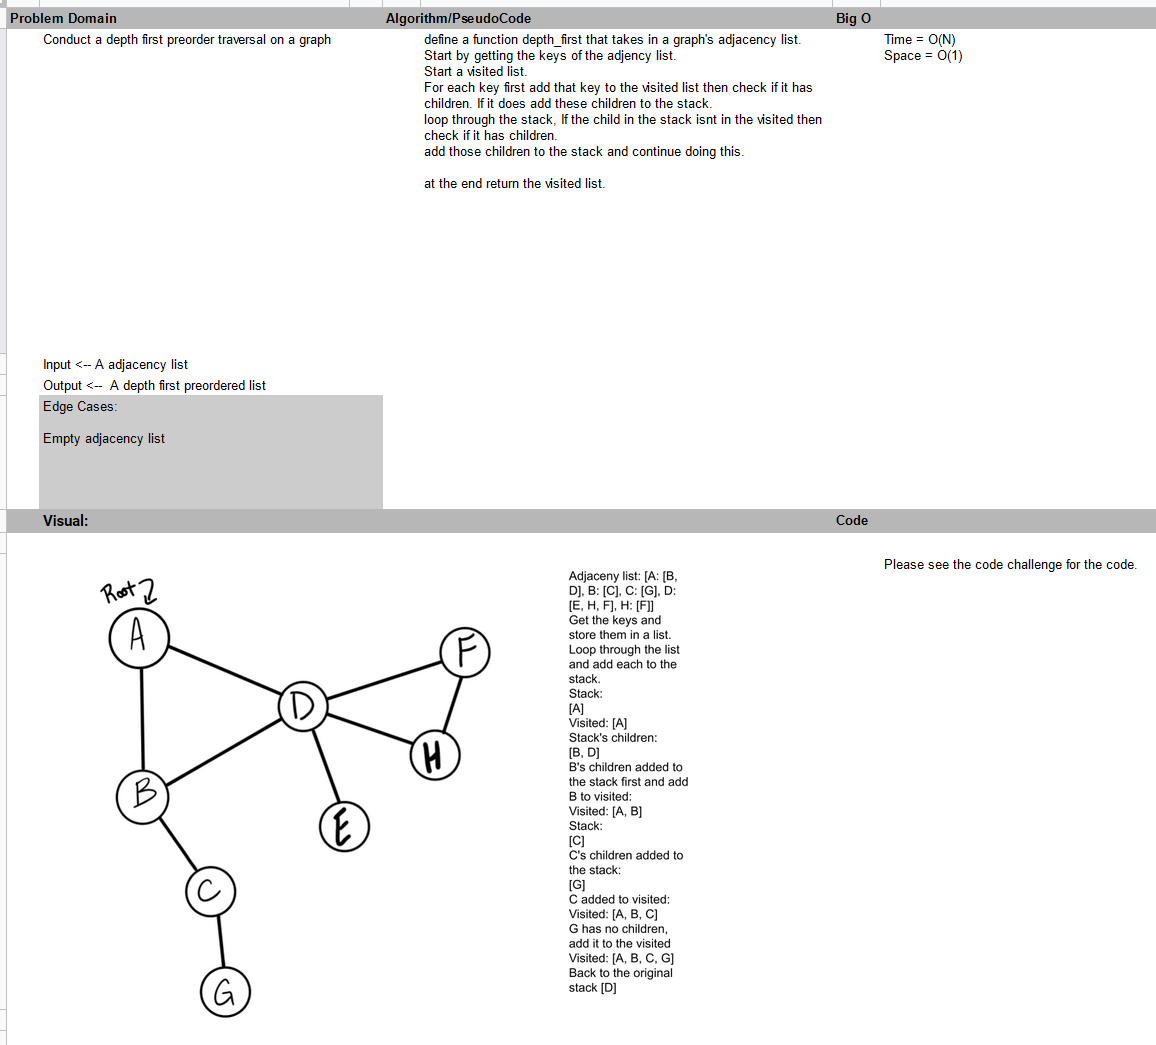 Problem Domain
Algorithm/PseudoCode
Big O
Conduct a depth first preorder traversal on a graph
define a function depth_first that takes in a graph's adjacency list.
Start by getting the keys of the adjency list.
Start a visited list.
For each key first add that key to the visited list then check if it has
children. If it does add these children to the stack.
loop through the stack, If the child in the stack isnt in the visited then
check if it has children.
add those children to the stack and continue doing this.
at the end return the visited list.
Time = O(N)
Space = O(1)
Input <-- A adjacency list
Output <-- A depth first preordered list
Edge Cases:
Empty adjacency list
Visual:
Code
Please see the code challenge for the code.
Root
A
B
C
G
D
E
F
H
Adjaceny list: [A: [B,
D], B: [C], C: [G], D:
[E, H, F], H: [F]]
Get the keys and
store them in a list.
Loop through the list
and add each to the
stack.
Stack:
[A]
Visited: [A]
Stack's children:
[B, D]
B's children added to
the stack first and add
B to visited:
Visited: [A, B]
Stack:
[C]
C's children added to
the stack:
[G]
C added to visited:
Visited: [A, B, C]
G has no children,
add it to the visited
Visited: [A, B, C, G]
Back to the original
stack [D]